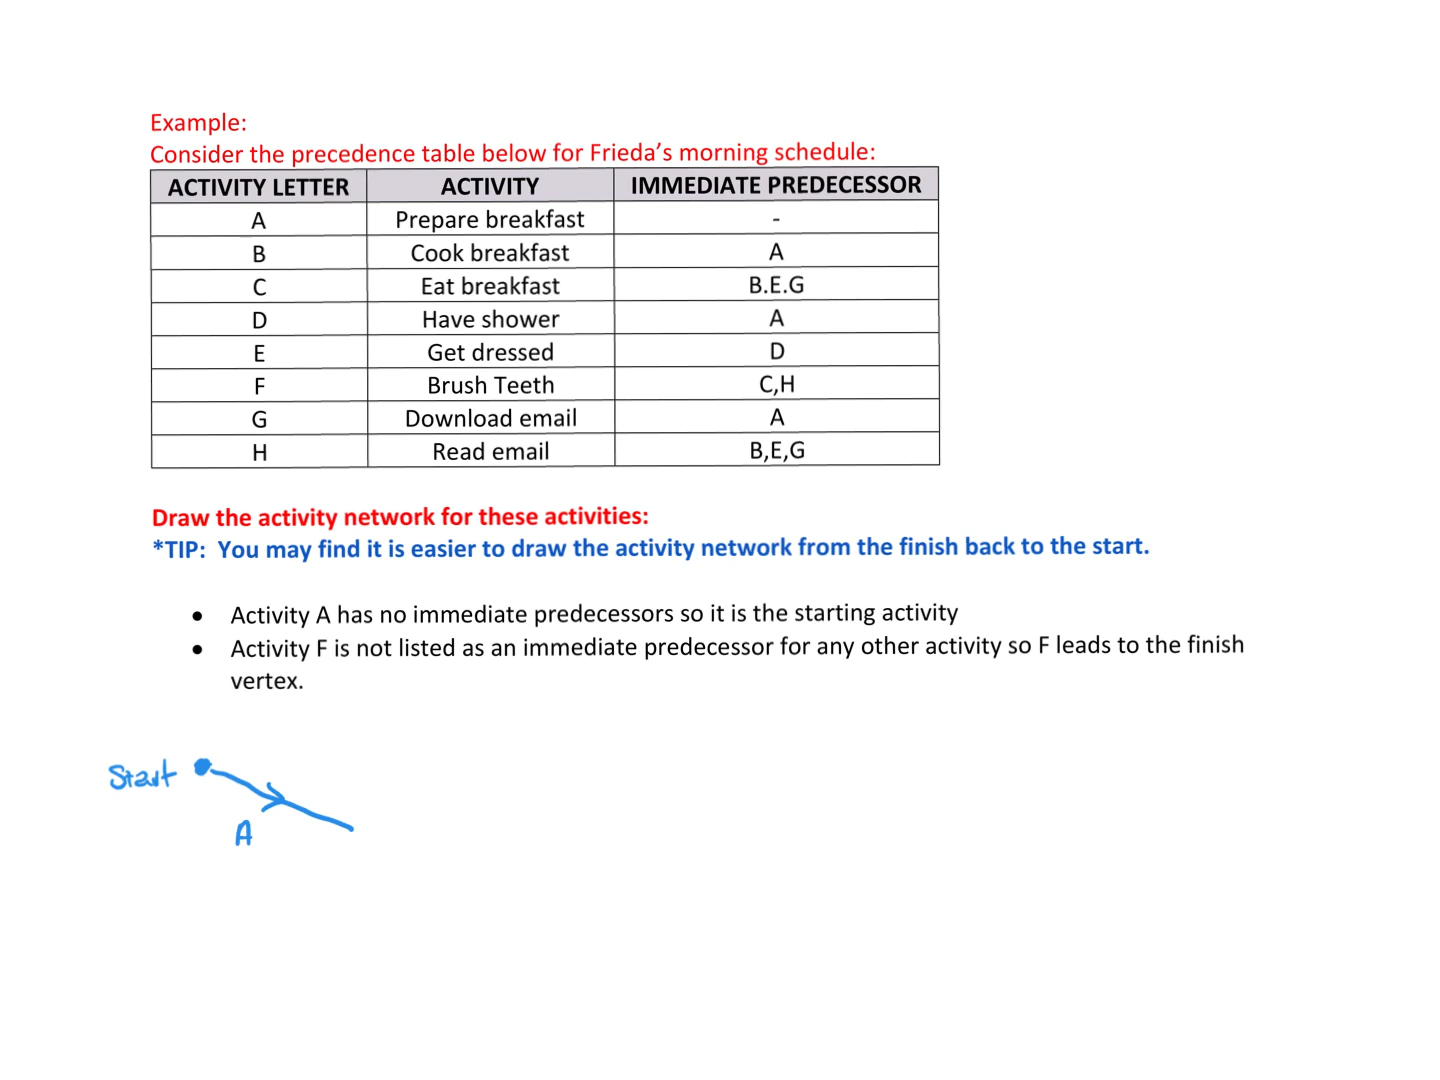 Example:
Consider the precedence table below for Frieda's morning schedule:
ACTIVITY LETTER ACTIVITY IMMEDIATE PREDECESSOR
A Prepare breakfast -
B Cook breakfast A
C Eat breakfast B.E.G
D Have shower A
E Get dressed D
F Brush Teeth C,H
G Download email A
H Read email B,E,G
Draw the activity network for these activities:
*TIP: You may find it is easier to draw the activity network from the finish back to the start.
• Activity A has no immediate predecessors so it is the starting activity
• Activity F is not listed as an immediate predecessor for any other activity so F leads to the finish
vertex.
Start
A